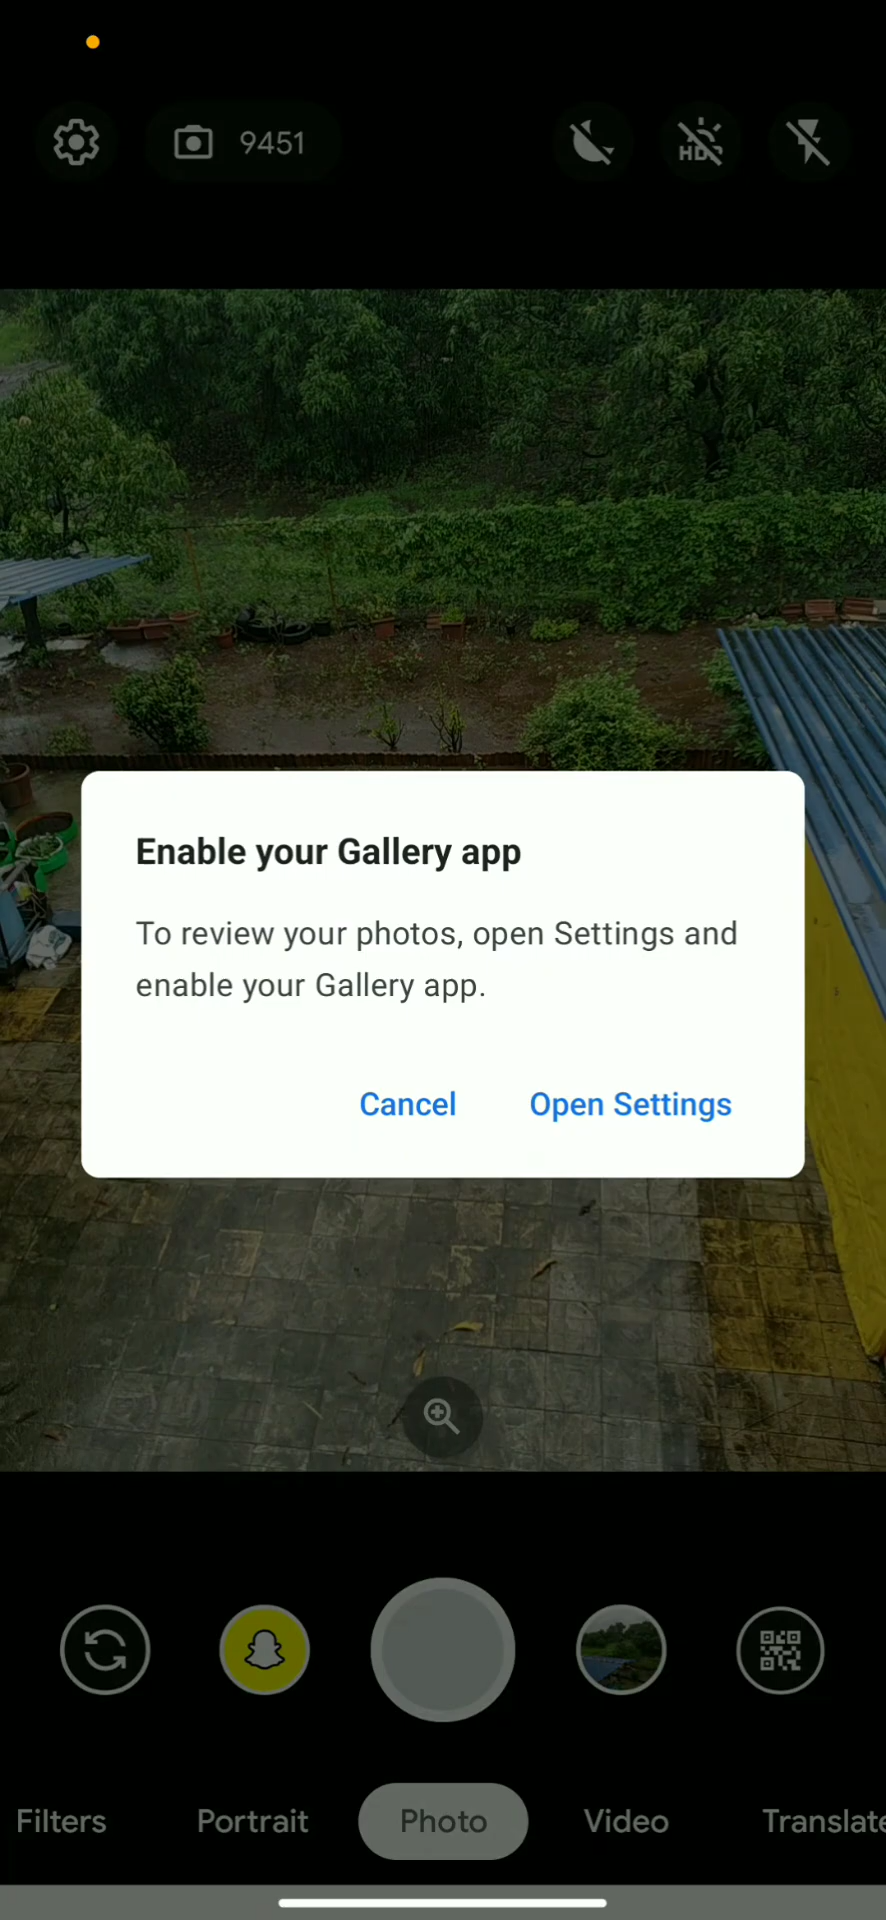 9451
HDR
Enable your Gallery app
To review your photos, open Settings and
enable your Gallery app.
Cancel Open Settings
Filters Portrait Photo Video Translate